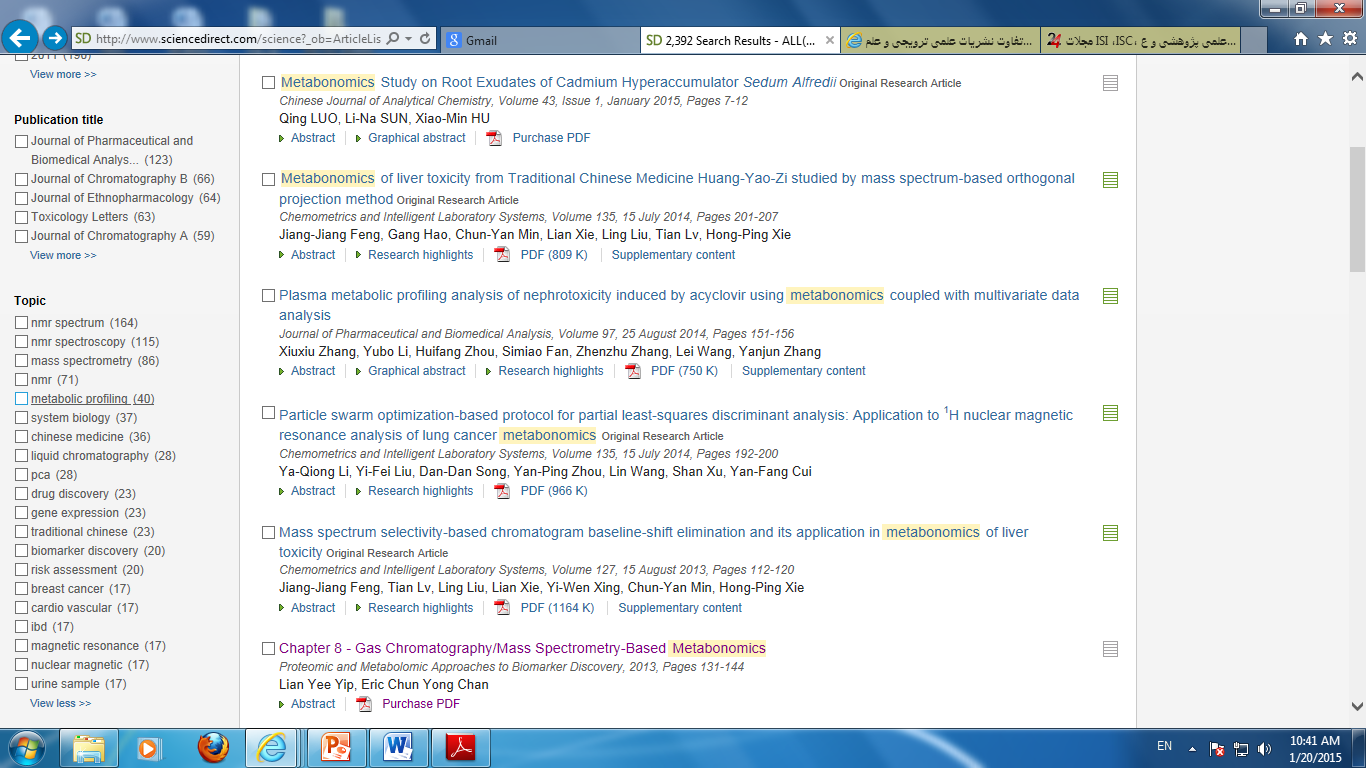 SD http://www.sciencedirect.com/science?_ob=ArticleLis
Gmail
SD 2,392 Search Results - ALL(...
تفاوت نشریات علمی ترویجی و علم...
علمی پژوهشی و ع ،ISI ،ISC مجلات...
View more >>
Publication title
Journal of Pharmaceutical and
Biomedical Analys... (123)
Journal of Chromatography B (66)
Journal of Ethnopharmacology (64)
Toxicology Letters (63)
Journal of Chromatography A (59)
View more >>
Topic
nmr spectrum (164)
nmr spectroscopy (115)
mass spectrometry (86)
nmr (71)
metabolic profiling (40)
system biology (37)
chinese medicine (36)
liquid chromatography (28)
pca (28)
drug discovery (23)
gene expression (23)
traditional chinese (23)
biomarker discovery (20)
risk assessment (20)
breast cancer (17)
cardio vascular (17)
ibd (17)
magnetic resonance (17)
nuclear magnetic (17)
urine sample (17)
View less >>
Metabonomics Study on Root Exudates of Cadmium Hyperaccumulator Sedum Alfredii Original Research Article
Chinese Journal of Analytical Chemistry, Volume 43, Issue 1, January 2015, Pages 7-12
Qing LUO, Li-Na SUN, Xiao-Min HU
Abstract Graphical abstract Purchase PDF
Metabonomics of liver toxicity from Traditional Chinese Medicine Huang-Yao-Zi studied by mass spectrum-based orthogonal
projection method Original Research Article
Chemometrics and Intelligent Laboratory Systems, Volume 135, 15 July 2014, Pages 201-207
Jiang-Jiang Feng, Gang Hao, Chun-Yan Min, Lian Xie, Ling Liu, Tian Lv, Hong-Ping Xie
Abstract Research highlights PDF (809 K) Supplementary content
Plasma metabolic profiling analysis of nephrotoxicity induced by acyclovir using metabonomics coupled with multivariate data
analysis
Journal of Pharmaceutical and Biomedical Analysis, Volume 97, 25 August 2014, Pages 151-156
Xiuxiu Zhang, Yubo Li, Huifang Zhou, Simiao Fan, Zhenzhu Zhang, Lei Wang, Yanjun Zhang
Abstract Graphical abstract Research highlights PDF (750 K) Supplementary content
Particle swarm optimization-based protocol for partial least-squares discriminant analysis: Application to ¹H nuclear magnetic
resonance analysis of lung cancer metabonomics Original Research Article
Chemometrics and Intelligent Laboratory Systems, Volume 135, 15 July 2014, Pages 192-200
Ya-Qiong Li, Yi-Fei Liu, Dan-Dan Song, Yan-Ping Zhou, Lin Wang, Shan Xu, Yan-Fang Cui
Abstract Research highlights PDF (966 K)
Mass spectrum selectivity-based chromatogram baseline-shift elimination and its application in metabonomics of liver
toxicity Original Research Article
Chemometrics and Intelligent Laboratory Systems, Volume 127, 15 August 2013, Pages 112-120
Jiang-Jiang Feng, Tian Lv, Ling Liu, Lian Xie, Yi-Wen Xing, Chun-Yan Min, Hong-Ping Xie
Abstract Research highlights PDF (1164 K) Supplementary content
Chapter 8 - Gas Chromatography/Mass Spectrometry-Based Metabonomics
Proteomic and Metabolomic Approaches to Biomarker Discovery, 2013, Pages 131-144
Lian Yee Yip, Eric Chun Yong Chan
Abstract Purchase PDF
EN
10:41 AM
1/20/2015